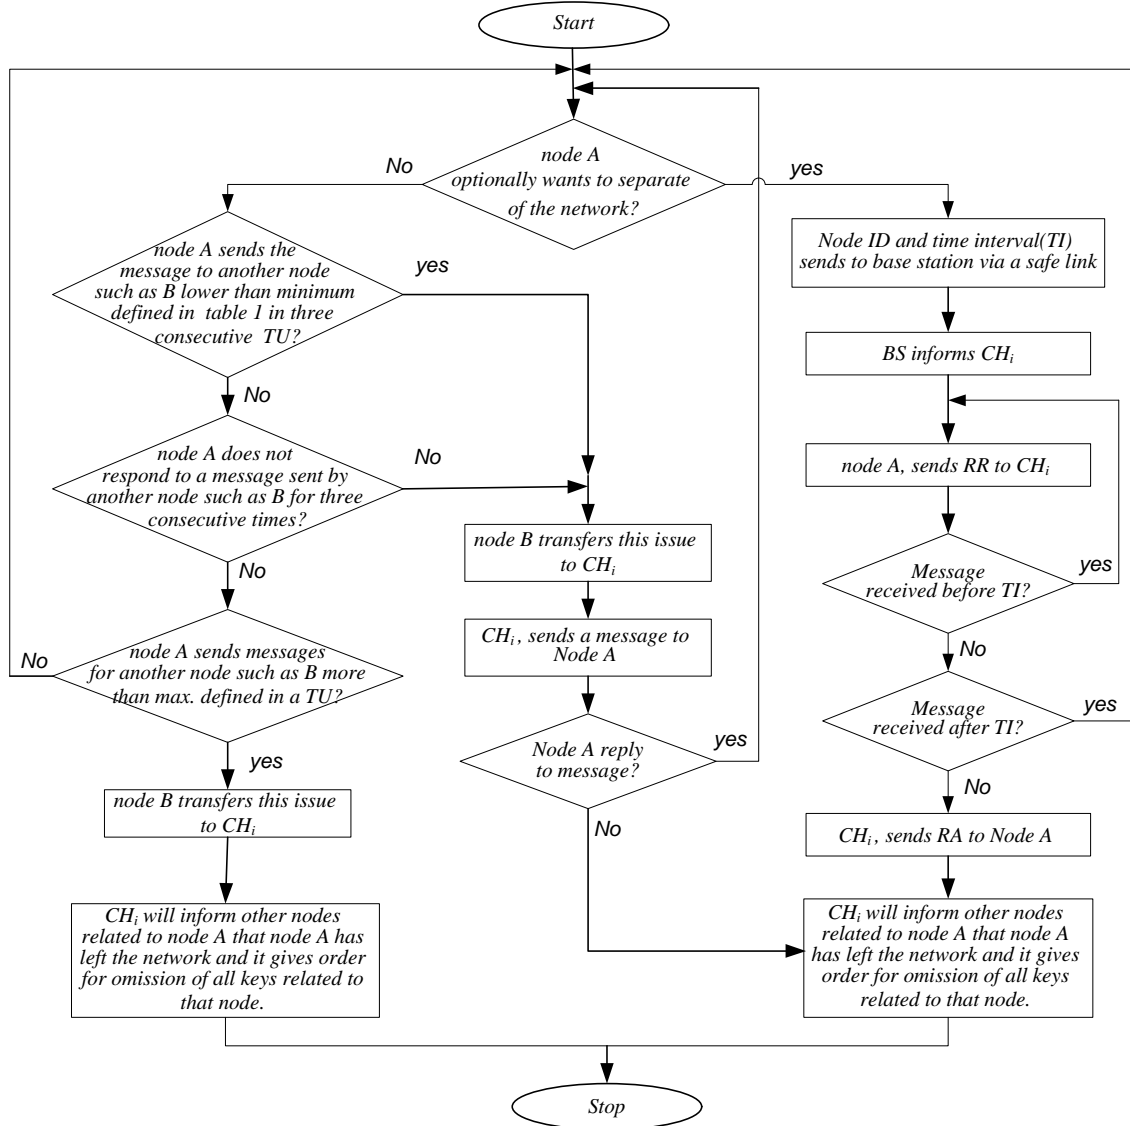 Start
node A
optionally wants to separate
of the network?
No
yes
node A sends the
message to another node
such as B lower than minimum
defined in table 1 in three
consecutive TU?
yes
No
node A does not
respond to a message sent by
another node such as B for three
consecutive times?
No
No
node A sends messages
for another node such as B more
than max. defined in a TU?
No
yes
node B transfers this issue
to CHi
CHi will inform other nodes
related to node A that node A has
left the network and it gives order
for omission of all keys related to
that node.
node B transfers this issue
to CHi
CHi, sends a message to
Node A
Node A reply
to message?
yes
No
Node ID and time interval(TI)
sends to base station via a safe link
BS informs CHi
node A, sends RR to CHi
Message
received before TI?
yes
No
Message
received after TI?
yes
No
CHi, sends RA to Node A
CHi will inform other nodes
related to node A that node A
has left the network and it gives
order for omission of all keys
related to that node.
Stop